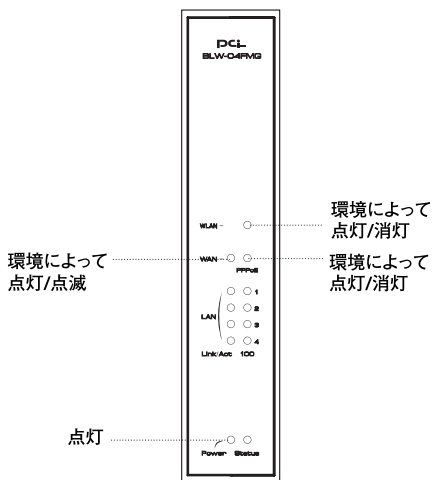 PCi
BLW-04FMG
WLAN
環境によって
点灯/消灯
環境によって
点灯/点滅
WAN
PPPoE
環境によって
点灯/消灯
LAN
1
2
3
4
Link/Act 100
点灯
Power Status